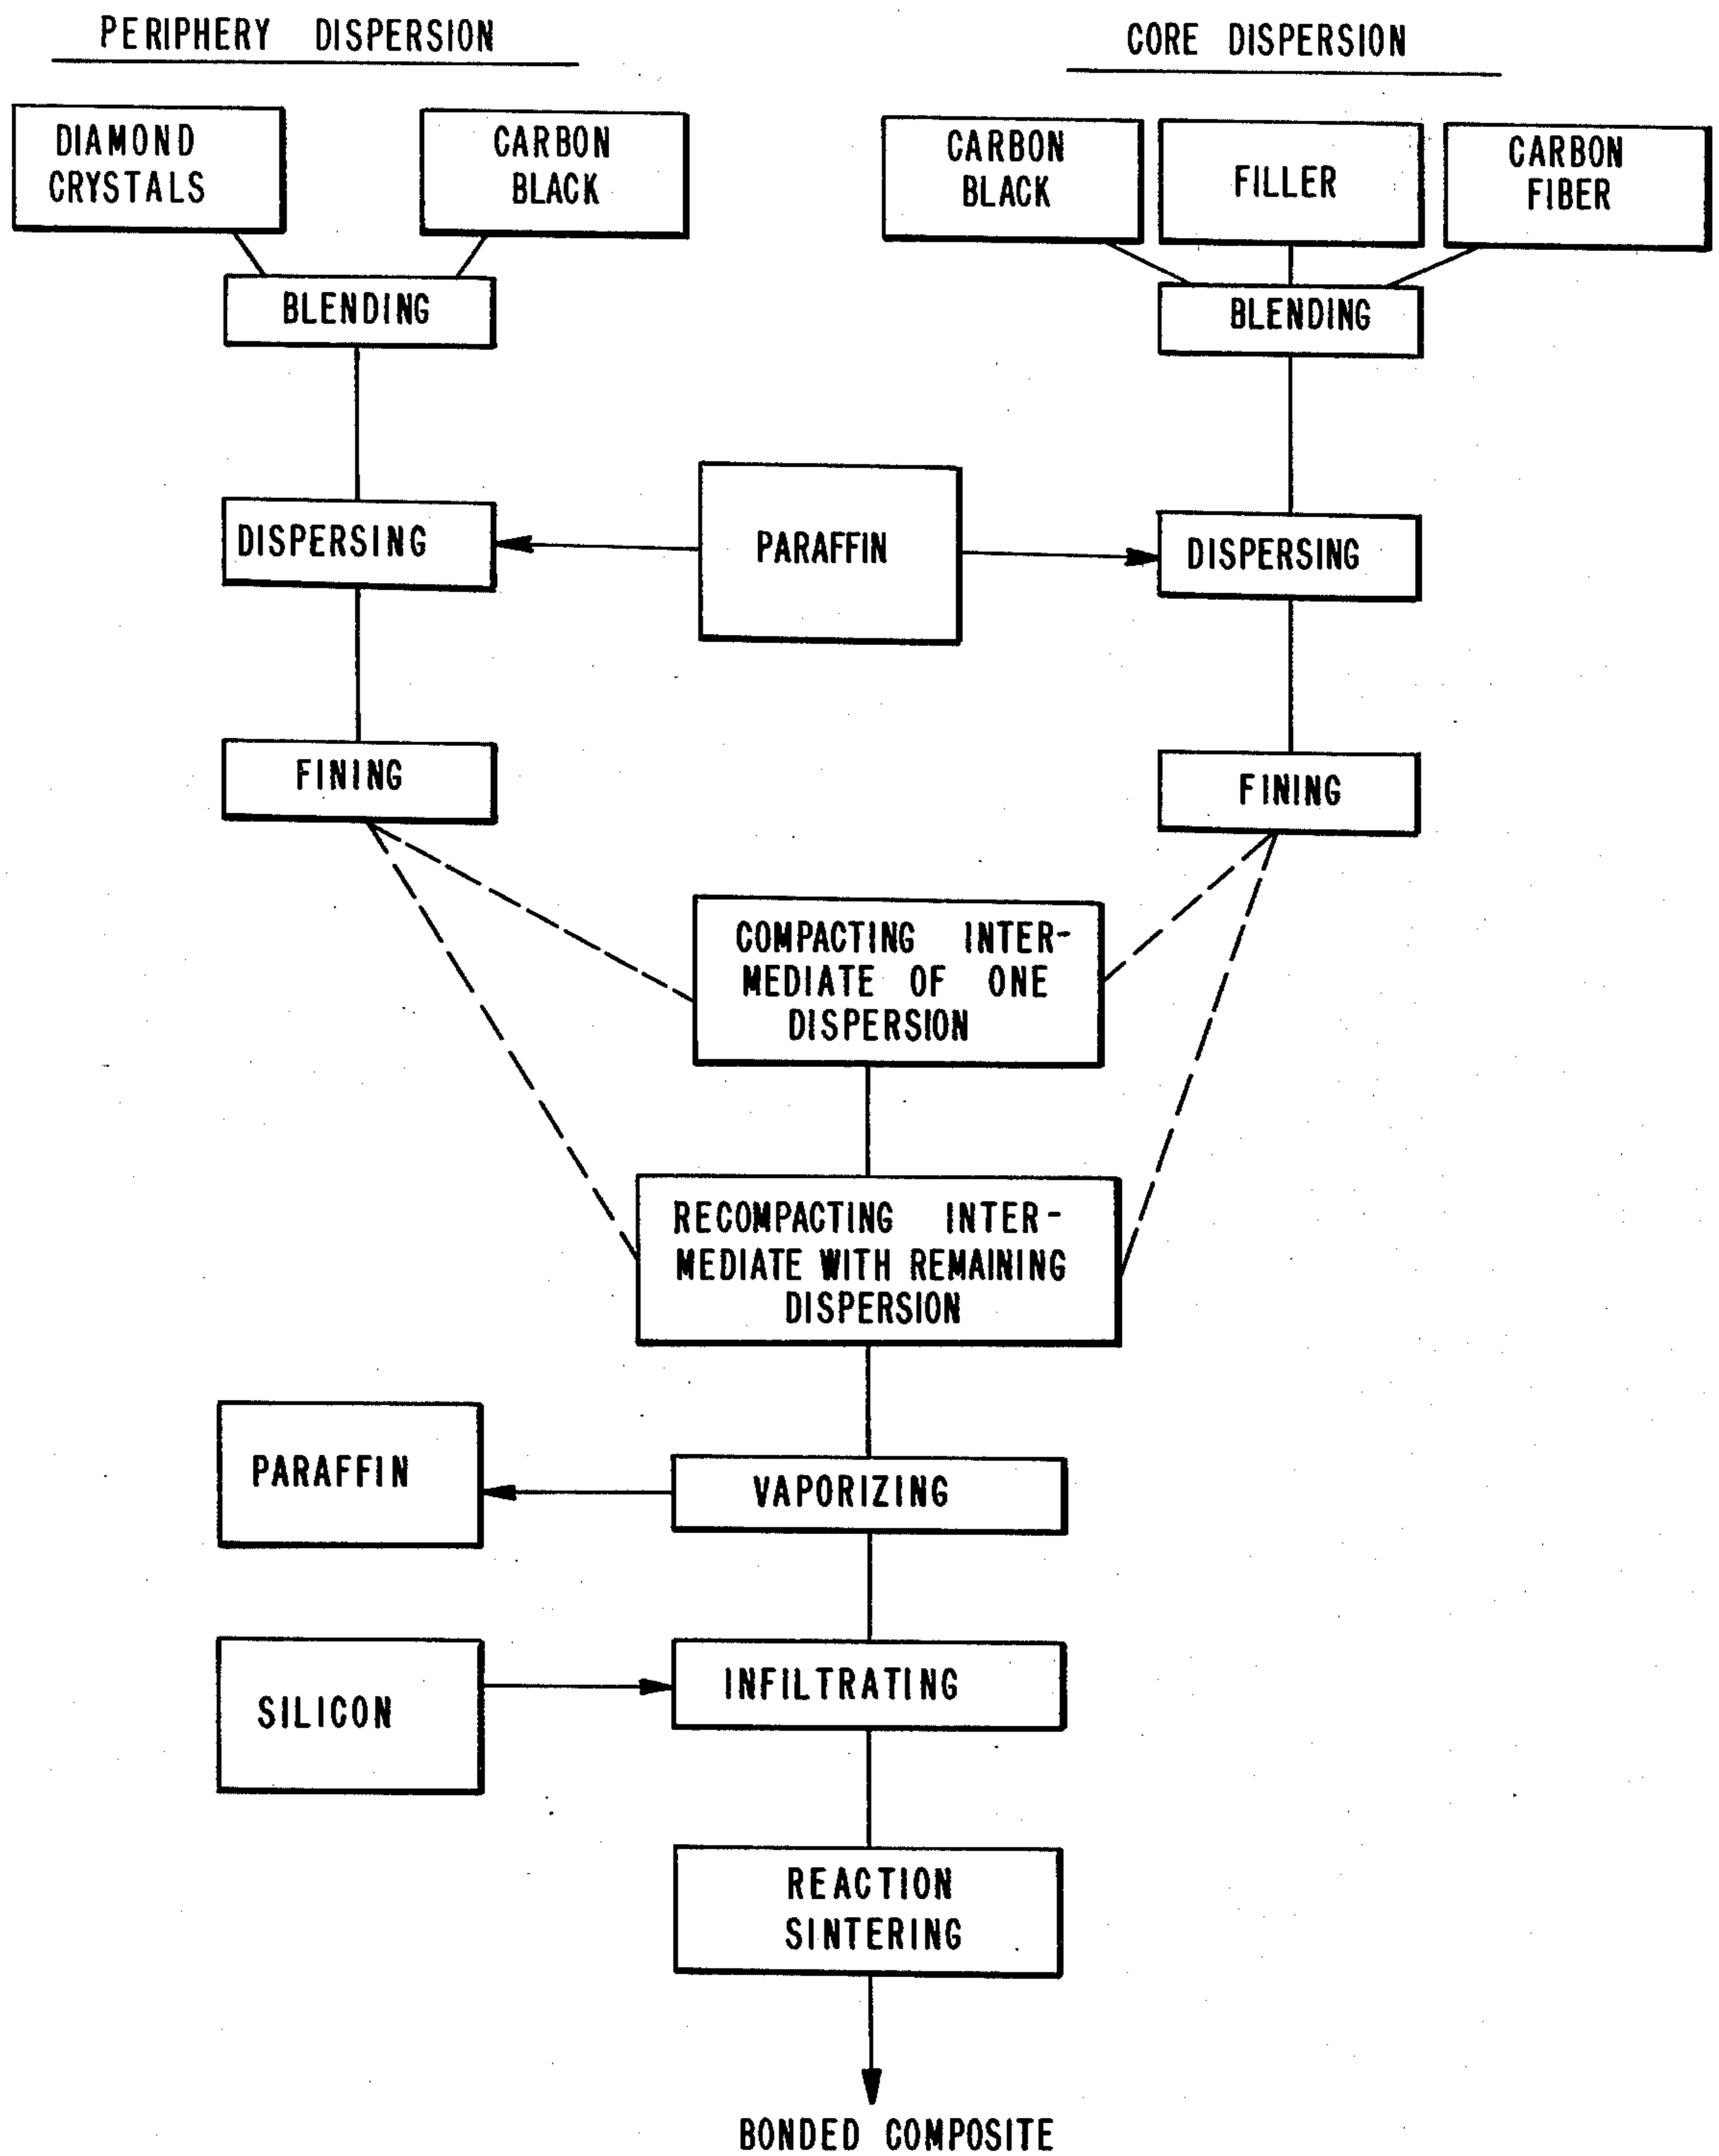 PERIPHERY DISPERSION
CORE DISPERSION
DIAMOND
CRYSTALS
CARBON
BLACK
CARBON
BLACK
FILLER
CARBON
FIBER
BLENDING
BLENDING
DISPERSING
PARAFFIN
DISPERSING
FINING
FINING
COMPACTING INTER-
MEDIATE OF ONE
DISPERSION
RECOMPACTING INTER-
MEDIATE WITH REMAINING
DISPERSION
PARAFFIN
VAPORIZING
SILICON
INFILTRATING
REACTION
SINTERING
BONDED COMPOSITE